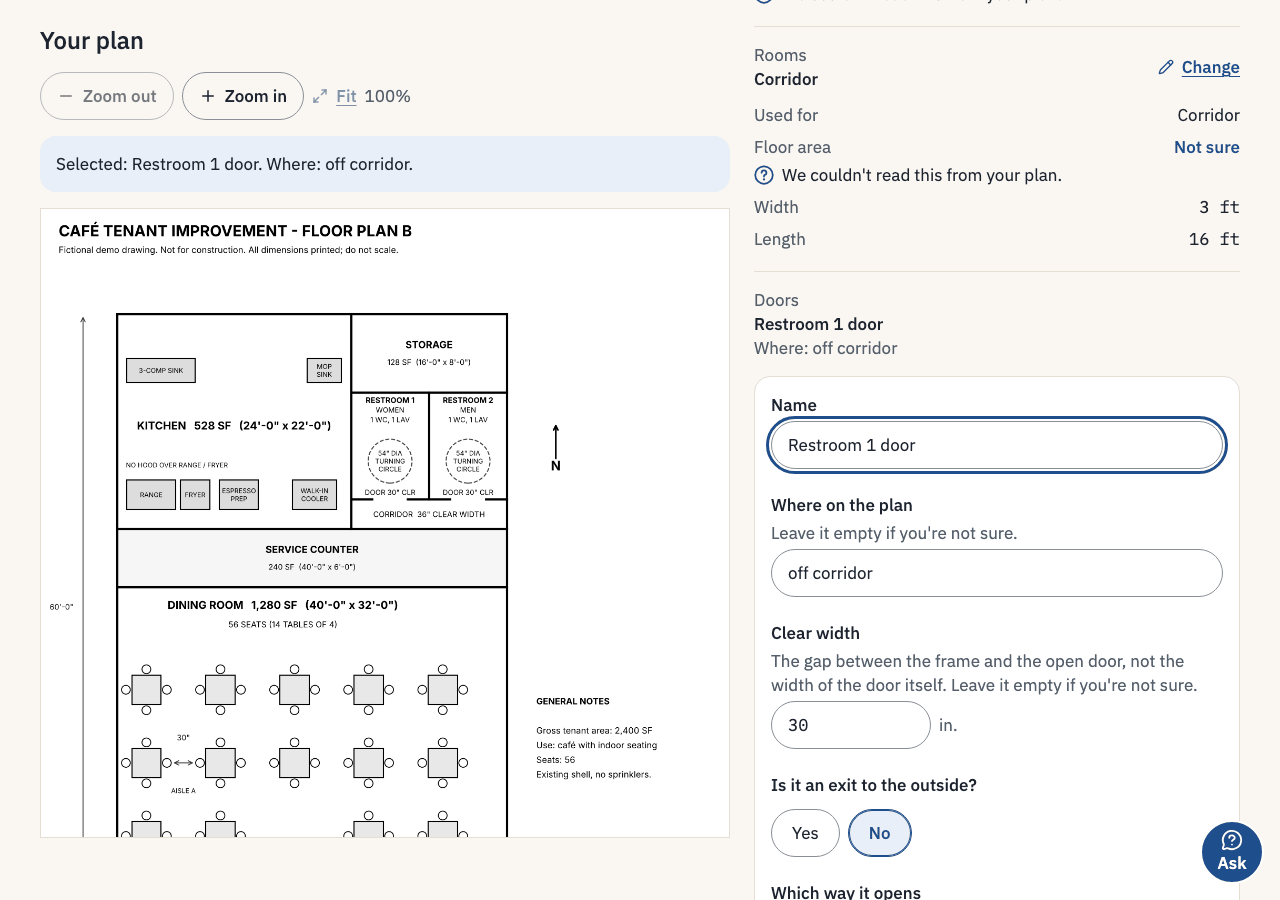 Your plan
Zoom out
Zoom in
Fit
100%
Selected: Restroom 1 door. Where: off corridor.
CAFÉ TENANT IMPROVEMENT - FLOOR PLAN B
Fictional demo drawing. Not for construction. All dimensions printed; do not scale.
STORAGE
128 SF (16'-0" x 8'-0")
3-COMP SINK
MOP
SINK
RESTROOM 1
WOMEN
1 WC, 1 LAV
RESTROOM 2
MEN
1 WC, 1 LAV
KITCHEN 528 SF (24'-0" x 22'-0")
54" DIA
TURNING
CIRCLE
54" DIA
TURNING
CIRCLE
N
NO HOOD OVER RANGE / FRYER
RANGE
FRYER
ESPRESSO
PREP
WALK-IN
COOLER
DOOR 30" CLR
DOOR 30" CLR
CORRIDOR 36" CLEAR WIDTH
SERVICE COUNTER
240 SF (40'-0" x 6'-0")
60'-0"
DINING ROOM 1,280 SF (40'-0" x 32'-0")
56 SEATS (14 TABLES OF 4)
30"
AISLE A
GENERAL NOTES
Gross tenant area: 2,400 SF
Use: café with indoor seating
Seats: 56
Existing shell, no sprinklers.
Rooms
Corridor
Change
Used for
Corridor
Floor area
Not sure
We couldn't read this from your plan.
Width
3 ft
Length
16 ft
Doors
Restroom 1 door
Where: off corridor
Name
Restroom 1 door
Where on the plan
Leave it empty if you're not sure.
off corridor
Clear width
The gap between the frame and the open door, not the
width of the door itself. Leave it empty if you're not sure.
30
in.
Is it an exit to the outside?
Yes
No
Which way it opens
Ask